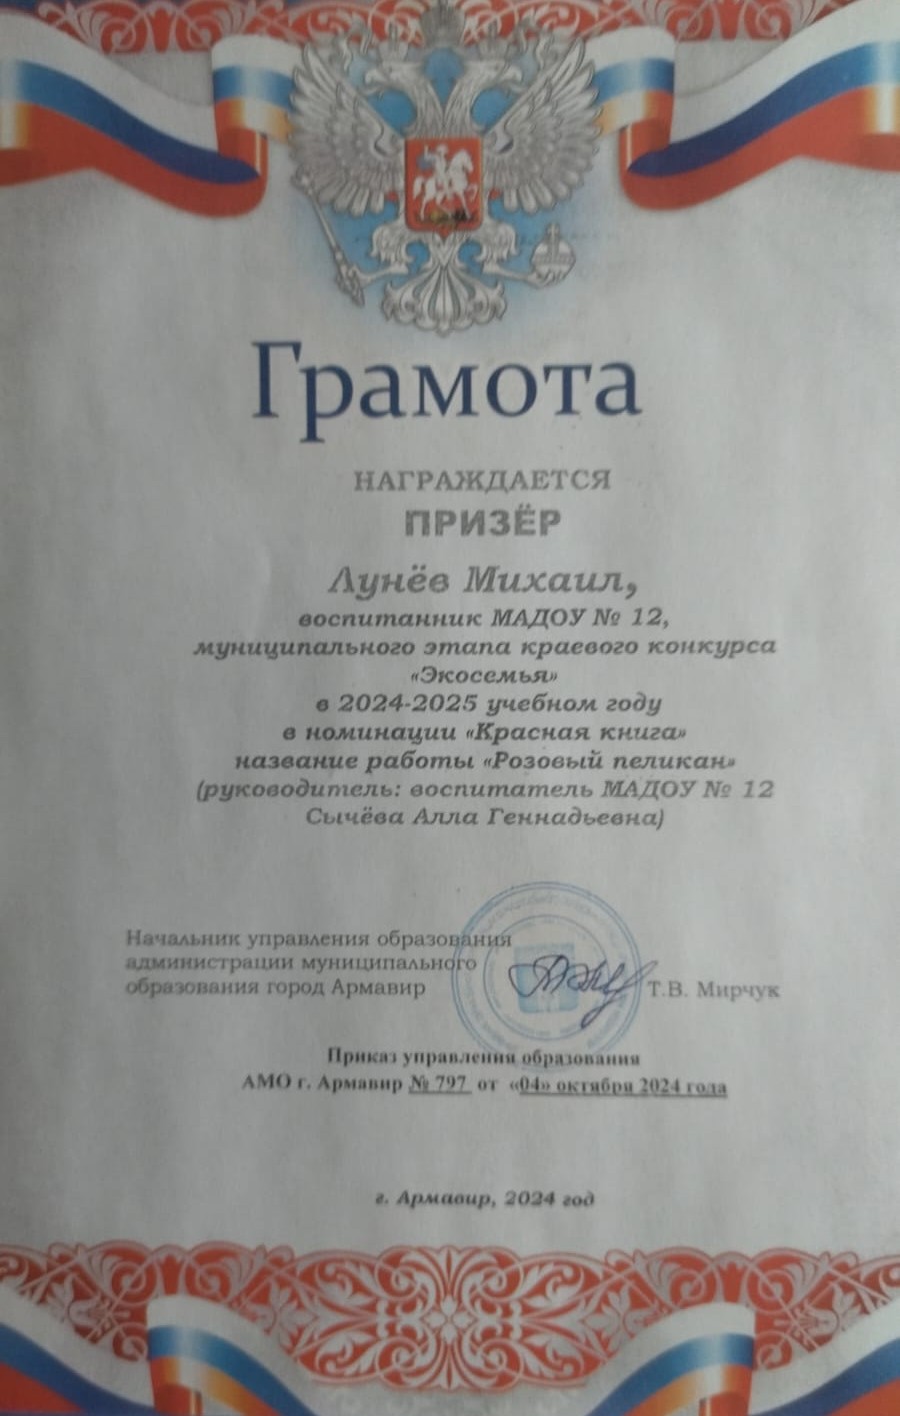 Грамота
НАГРАЖДАЕТСЯ
ПРИЗЁР
Лунёв Михаил,
воспитанник МАДОУ № 12,
муниципального этапа краевого конкурса
«Экосемья»
в 2024-2025 учебном году
в номинации «Красная книга»
название работы «Розовый пеликан»
(руководитель: воспитатель МАДОУ № 12
Сычёва Алла Геннадьевна)
Начальник управления образования
администрации муниципального
образования город Армавир
Т.В. Мирчук
Приказ управления образования
АМО г. Армавир № 797 от «04» октября 2024 года
г. Армавир, 2024 год